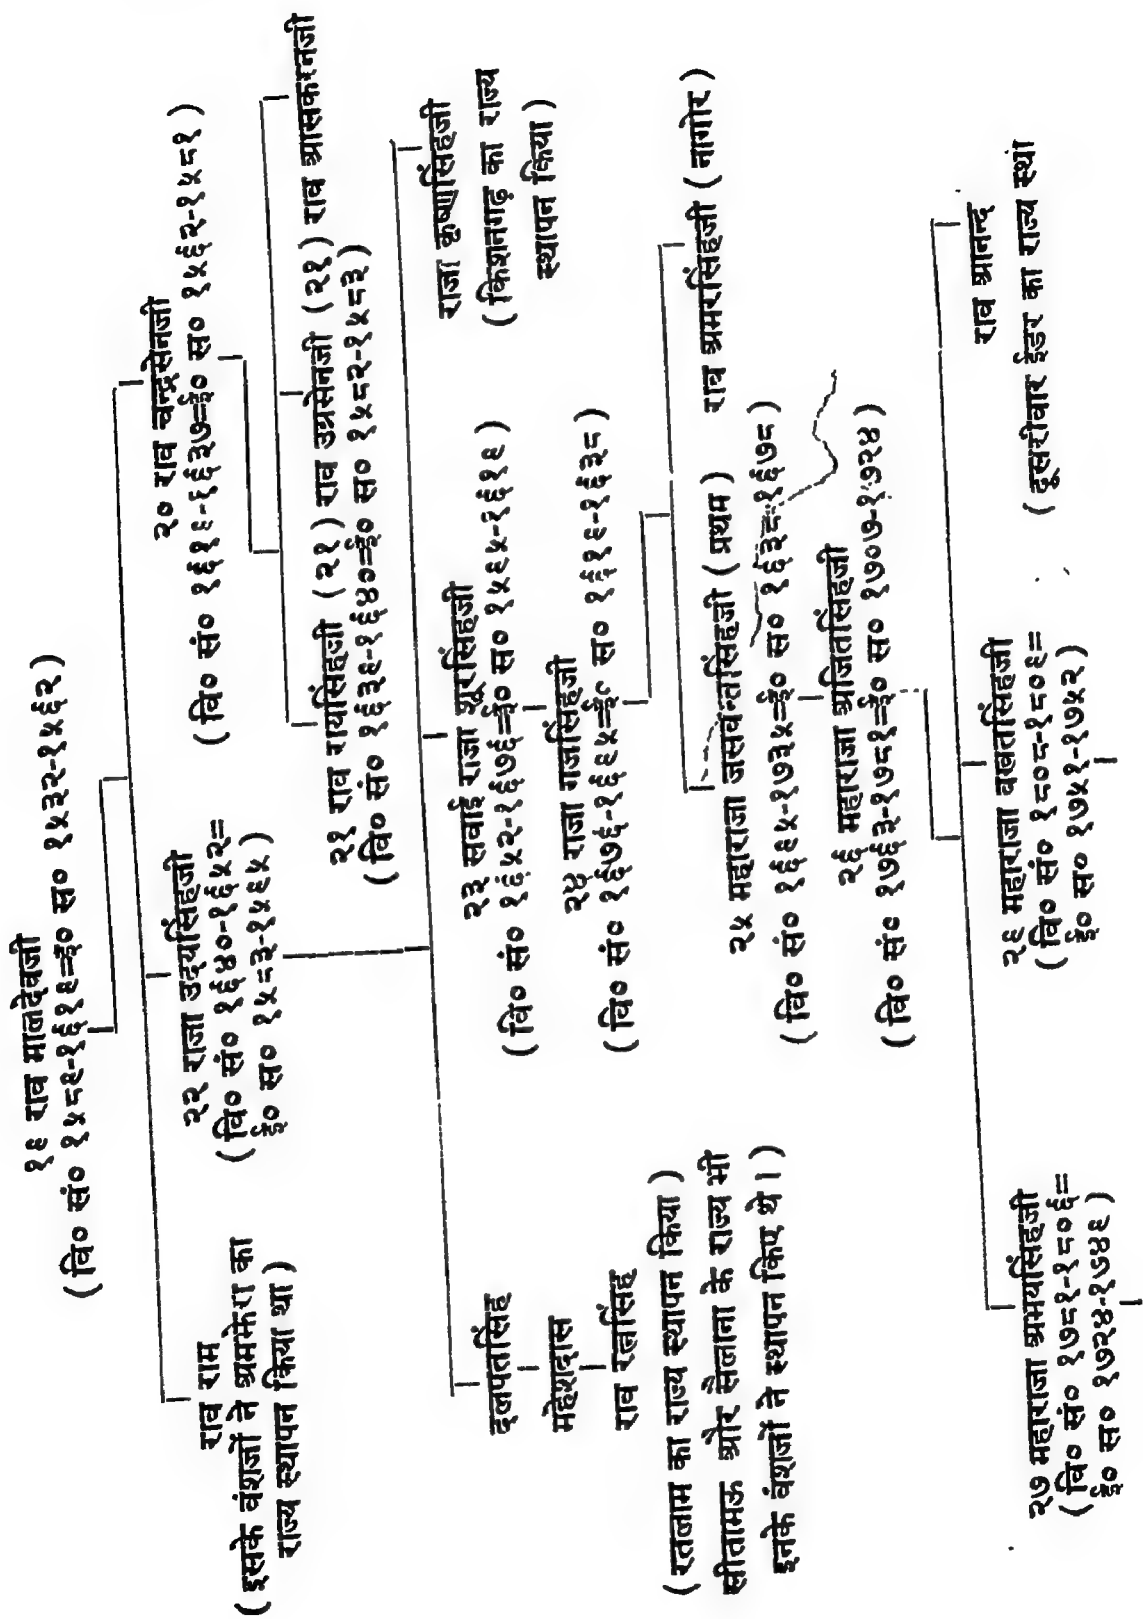 १९ राव मालदेवजी
( वि० सं० १५८९-१६१९=ई० स० १५३२-१५६२ )
राव राम
( इसके वंशजों ने अमझेरा का
राज्य स्थापन किया था )
२२ राजा उदयसिंहजी
( वि० सं० १६४०-१६५२=
ई० स० १५८३-१५९५ )
२० राव चन्द्रसेनजी
( वि० सं० १६१९-१६३७=ई० स० १५६२-१५८१ )
२१ राव रायसिंहजी ( २१ ) राव उग्रसेनजी ( २१ ) राव आसकरनजी
( वि० सं० १६३९-१६४०=ई० स० १५८२-१५८३ )
दलपतसिंह
महेशदास
राव रत्नसिंह
( रतलाम का राज्य स्थापन किया )
सीतामऊ और सैलाना के राज्य भी
इनके वंशजों ने स्थापन किए थे। )
२३ सवाई राजा शूरसिंहजी
( वि० सं० १६५२-१६७६=ई० स० १५९५-१६१९ )
२४ राजा गजसिंहजी
( वि० सं० १६७६-१६९५=ई० स० १६१९-१६३८ )
राजा कृष्णसिंहजी
( किशनगढ़ का राज्य
स्थापन किया )
२५ महाराजा जसवन्तसिंहजी ( प्रथम )
( वि० सं० १६९५-१७३५=ई० स० १६३८-१६७८ )
राव अमरसिंहजी ( नागोर )
२६ महाराजा अजितसिंहजी
( वि० सं० १७६३-१७८१=ई० स० १७०७-१७२४ )
२७ महाराजा अभयसिंहजी
( वि० सं० १७८१-१८०६=
ई० स० १७२४-१७४९ )
२९ महाराजा बखतसिंहजी
( वि० सं० १८०८-१८०९=
ई० स० १७५१-१७५२ )
राव आनन्द
( दूसरीवार ईडर का राज्य स्था